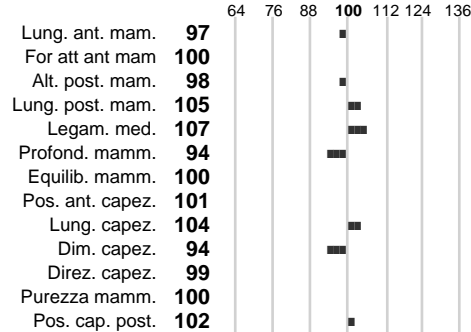 64 76 88 100 112 124 136
Lung. ant. mam. 97
For att ant mam 100
Alt. post. mam. 98
Lung. post. mam. 105
Legam. med. 107
Profond. mamm. 94
Equilib. mamm. 100
Pos. ant. capez. 101
Lung. capez. 104
Dim. capez. 94
Direz. capez. 99
Purezza mamm. 100
Pos. cap. post. 102